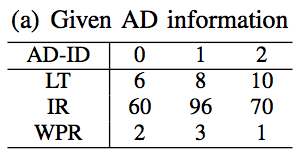 (a) Given AD information
AD-ID 0 1 2
LT 6 8 10
IR 60 96 70
WPR 2 3 1